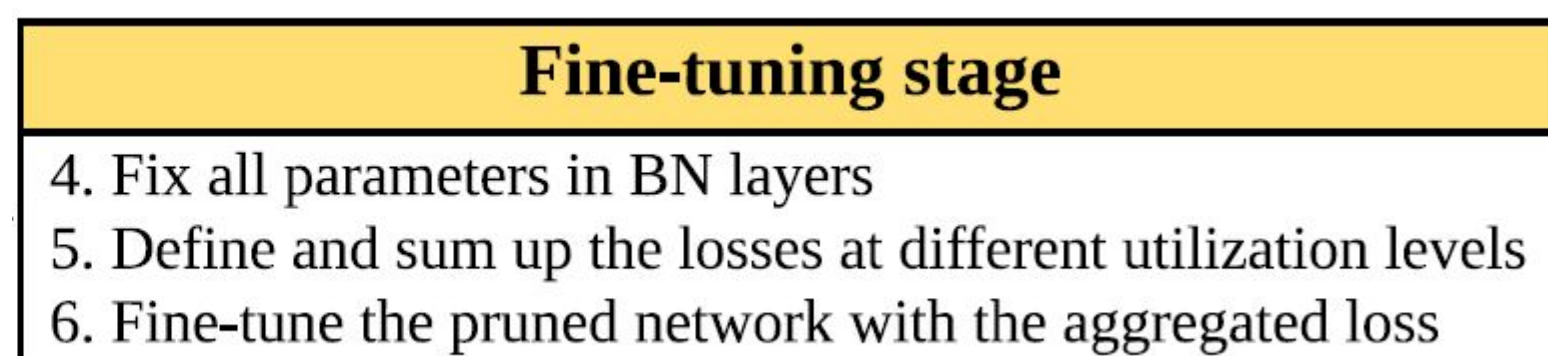 Fine-tuning stage
4. Fix all parameters in BN layers
5. Define and sum up the losses at different utilization levels
6. Fine-tune the pruned network with the aggregated loss